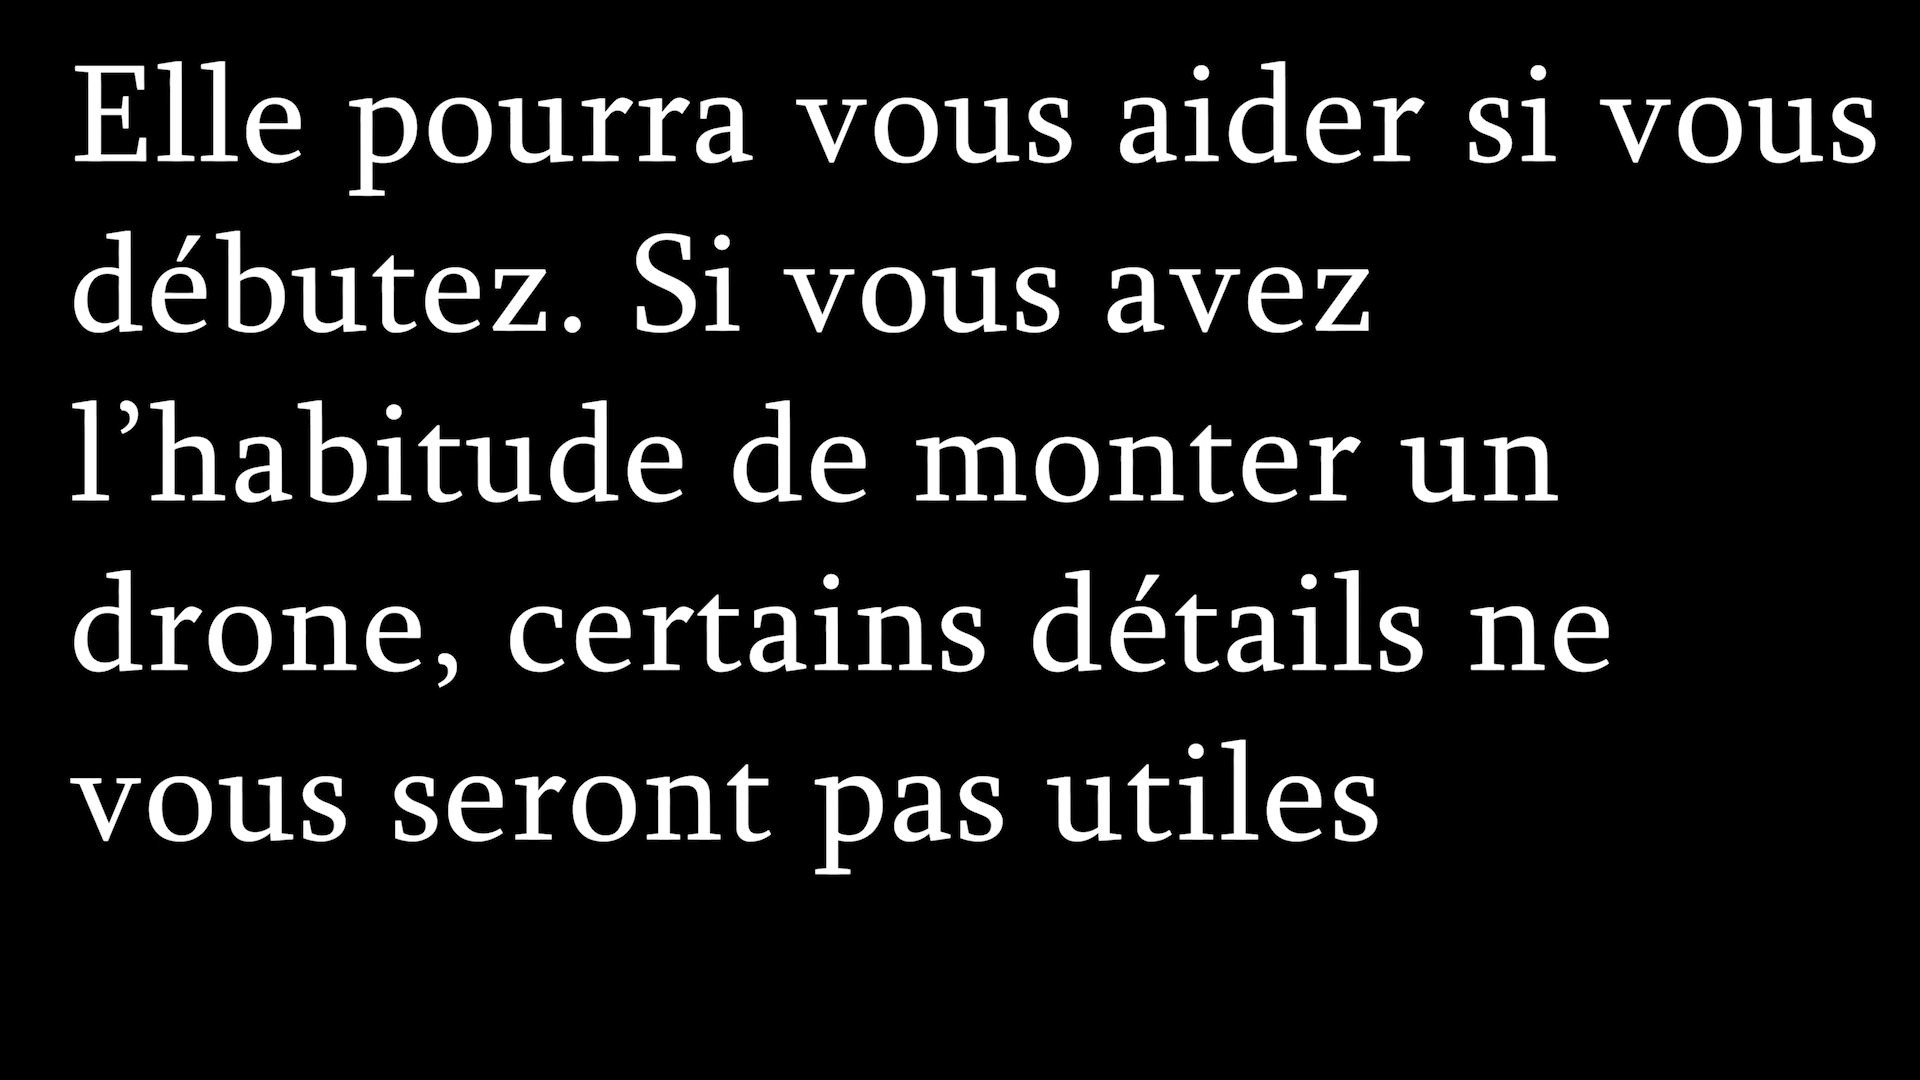 Elle pourra vous aider si vous
débutez. Si vous avez
l’habitude de monter un
drone, certains détails ne
vous seront pas utiles